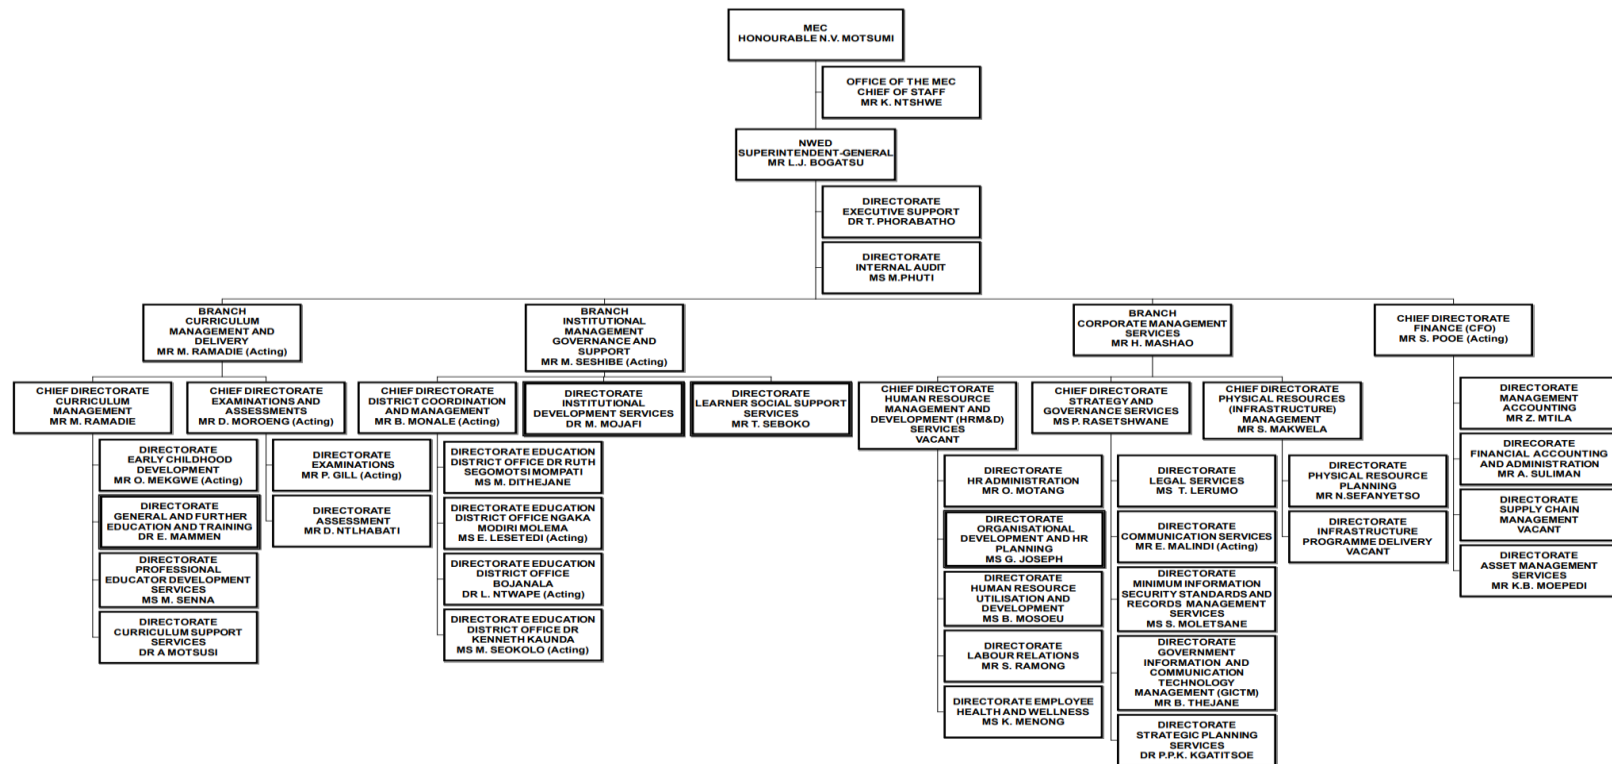 MEC
HONOURABLE N.V. MOTSUMI
OFFICE OF THE MEC
CHIEF OF STAFF
MR K. NTSHWE
NWED
SUPERINTENDENT-GENERAL
MR L.J. BOGATSU
DIRECTORATE
EXECUTIVE SUPPORT
DR T. PHORABATHO
DIRECTORATE
INTERNAL AUDIT
MS M.PHUTI
BRANCH
CURRICULUM
MANAGEMENT AND
DELIVERY
MR M. RAMADIE (Acting)
BRANCH
INSTITUTIONAL
MANAGEMENT
GOVERNANCE AND
SUPPORT
MR M. SESHIBE (Acting)
BRANCH
CORPORATE MANAGEMENT
SERVICES
MR H. MASHAO
CHIEF DIRECTORATE
FINANCE (CFO)
MR S. POOE (Acting)
CHIEF DIRECTORATE
CURRICULUM
MANAGEMENT
MR M. RAMADIE
CHIEF DIRECTORATE
EXAMINATIONS AND
ASSESSMENTS
MR D. MOROENG (Acting)
CHIEF DIRECTORATE
DISTRICT COORDINATION
AND MANAGEMENT
MR B. MONALE (Acting)
DIRECTORATE
INSTITUTIONAL
DEVELOPMENT SERVICES
DR M. MOJAFI
DIRECTORATE
LEARNER SOCIAL SUPPORT
SERVICES
MR T. SEBOKO
CHIEF DIRECTORATE
HUMAN RESOURCE
MANAGEMENT AND
DEVELOPMENT (HRM&D)
SERVICES
VACANT
CHIEF DIRECTORATE
STRATEGY AND
GOVERNANCE SERVICES
MS P. RASETSHWANE
CHIEF DIRECTORATE
PHYSICAL RESOURCES
(INFRASTRUCTURE)
MANAGEMENT
MR S. MAKWELA
DIRECTORATE
EARLY CHILDHOOD
DEVELOPMENT
MR O. MEKGWE (Acting)
DIRECTORATE
GENERAL AND FURTHER
EDUCATION AND TRAINING
DR E. MAMMEN
DIRECTORATE
PROFESSIONAL
EDUCATOR DEVELOPMENT
SERVICES
MS M. SENNA
DIRECTORATE
CURRICULUM SUPPORT
SERVICES
DR A MOTSUSI
DIRECTORATE
EXAMINATIONS
MR P. GILL (Acting)
DIRECTORATE
ASSESSMENT
MR D. NTLHABATI
DIRECTORATE EDUCATION
DISTRICT OFFICE DR RUTH
SEGOMOTSI MOMPATI
MS M. DITHEJANE
DIRECTORATE EDUCATION
DISTRICT OFFICE NGAKA
MODIRI MOLEMA
MS E. LESETEDI (Acting)
DIRECTORATE EDUCATION
DISTRICT OFFICE
BOJANALA
DR L. NTWAPE (Acting)
DIRECTORATE EDUCATION
DISTRICT OFFICE DR
KENNETH KAUNDA
MS M. SEOKOLO (Acting)
DIRECTORATE
HR ADMINISTRATION
MR O. MOTANG
DIRECTORATE
ORGANISATIONAL
DEVELOPMENT AND HR
PLANNING
MS G. JOSEPH
DIRECTORATE
HUMAN RESOURCE
UTILISATION AND
DEVELOPMENT
MS B. MOSOEU
DIRECTORATE
LABOUR RELATIONS
MR S. RAMONG
DIRECTORATE EMPLOYEE
HEALTH AND WELLNESS
MS K. MENONG
DIRECTORATE
LEGAL SERVICES
MS T. LERUMO
DIRECTORATE
COMMUNICATION SERVICES
MR E. MALINDI (Acting)
DIRECTORATE
MINIMUM INFORMATION
SECURITY STANDARDS AND
RECORDS MANAGEMENT
SERVICES
MS S. MOLETSANE
DIRECTORATE
GOVERNMENT
INFORMATION AND
COMMUNICATION
TECHNOLOGY
MANAGEMENT (GICTM)
MR B. THEJANE
DIRECTORATE
STRATEGIC PLANNING
SERVICES
DR P.P.K. KGATITSOE
DIRECTORATE
PHYSICAL RESOURCE
PLANNING
MR N.SEFANYETSO
DIRECTORATE
INFRASTRUCTURE
PROGRAMME DELIVERY
VACANT
DIRECTORATE
MANAGEMENT
ACCOUNTING
MR Z. MTILA
DIRECORATE
FINANCIAL ACCOUNTING
AND ADMINISTRATION
MR A. SULIMAN
DIRECTORATE
SUPPLY CHAIN
MANAGEMENT
VACANT
DIRECTORATE
ASSET MANAGEMENT
SERVICES
MR K.B. MOEPEDI